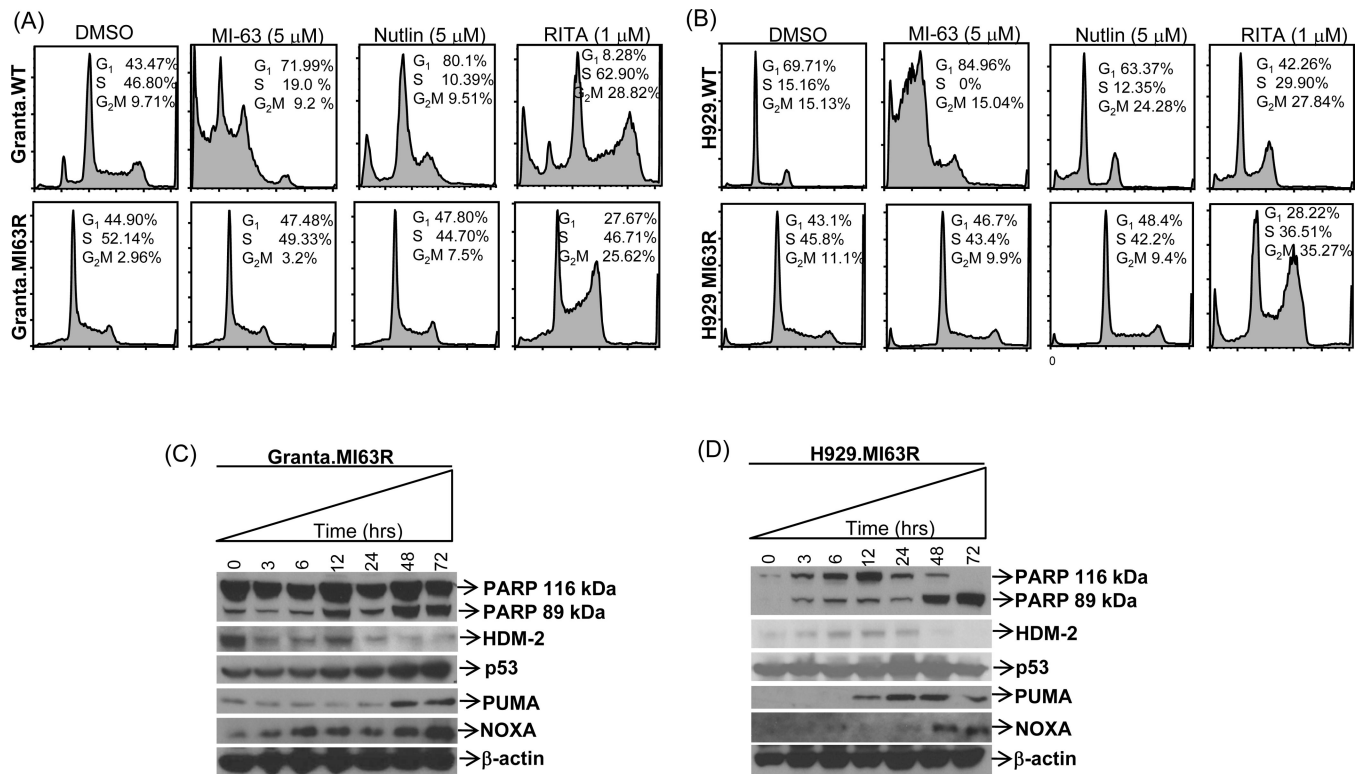 (A)
DMSO
MI-63 (5 μM)
Nutlin (5 μM)
RITA (1 μM)
Granta.WT
G1 43.47%
S 46.80%
G2M 9.71%
G1 71.99%
S 19.0 %
G2M 9.2 %
G1 80.1%
S 10.39%
G2M 9.51%
G1 8.28%
S 62.90%
G2M 28.82%
Granta.MI63R
G1 44.90%
S 52.14%
G2M 2.96%
G1 47.48%
S 49.33%
G2M 3.2%
G1 47.80%
S 44.70%
G2M 7.5%
G1 27.67%
S 46.71%
G2M 25.62%
(B)
DMSO
MI-63 (5 μM)
Nutlin (5 μM)
RITA (1 μM)
H929.WT
G1 69.71%
S 15.16%
G2M 15.13%
G1 84.96%
S 0%
G2M 15.04%
G1 63.37%
S 12.35%
G2M 24.28%
G1 42.26%
S 29.90%
G2M 27.84%
H929 MI63R
G1 43.1%
S 45.8%
G2M 11.1%
G1 46.7%
S 43.4%
G2M 9.9%
G1 48.4%
S 42.2%
G2M 9.4%
G1 28.22%
S 36.51%
G2M 35.27%
0
(C)
Granta.MI63R
Time (hrs)
0 3 6 12 24 48 72
PARP 116 kDa
PARP 89 kDa
HDM-2
p53
PUMA
NOXA
β-actin
(D)
H929.MI63R
Time (hrs)
0 3 6 12 24 48 72
PARP 116 kDa
PARP 89 kDa
HDM-2
p53
PUMA
NOXA
β-actin